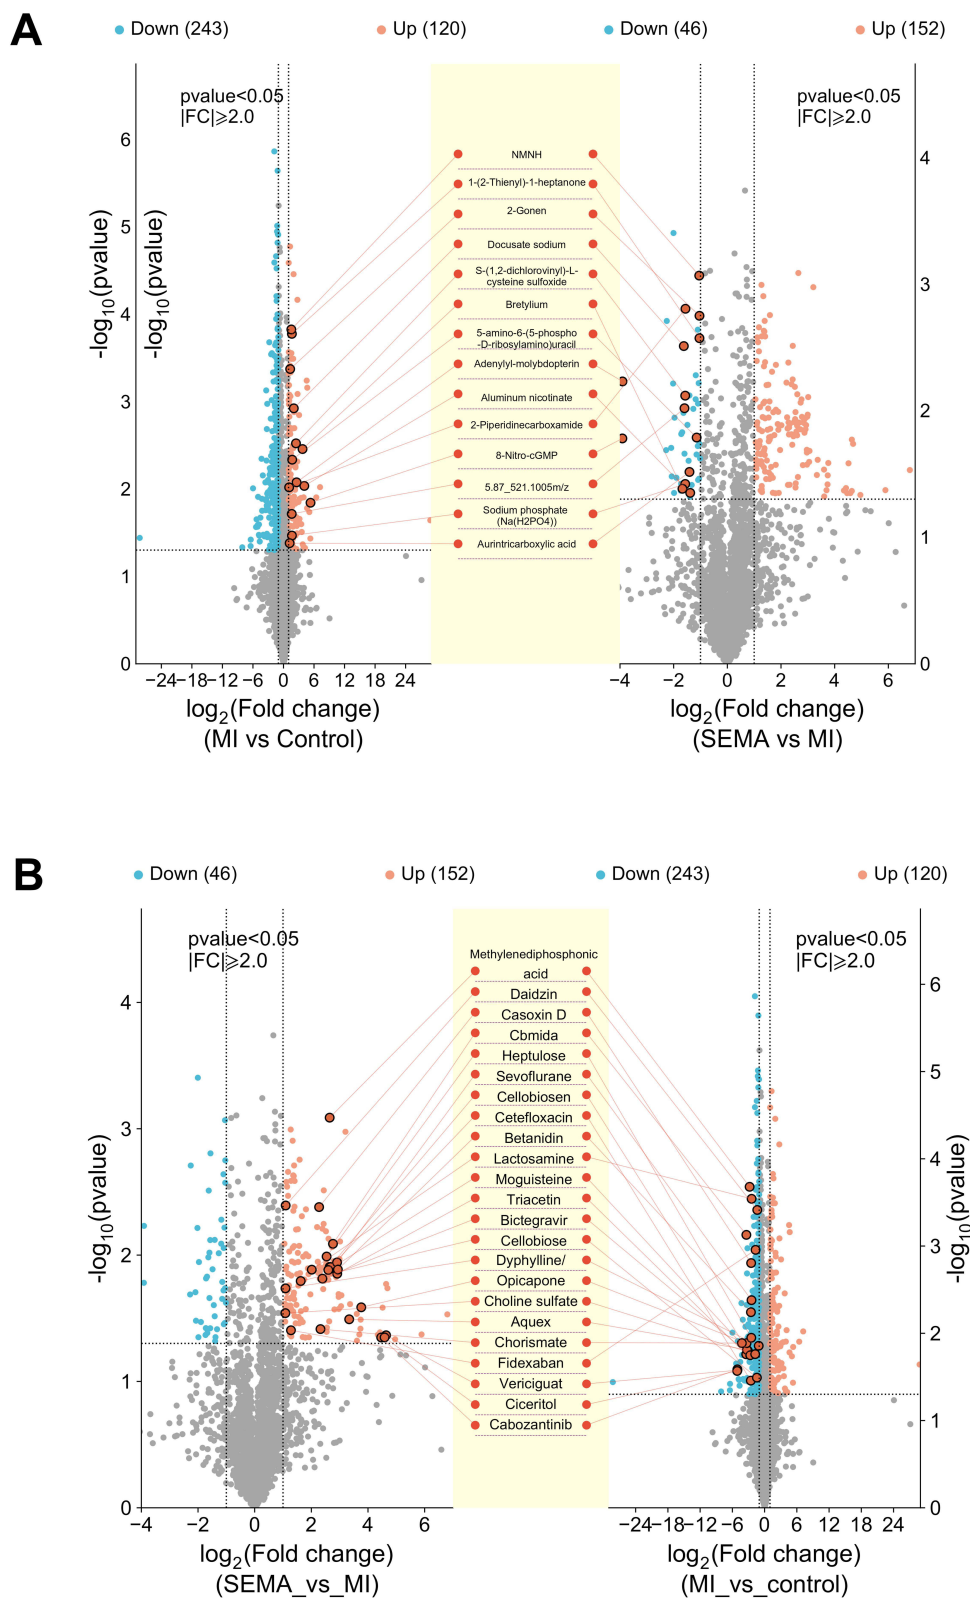 A
Down (243)
Up (120)
Down (46)
Up (152)
pvalue<0.05
|FC|⩾2.0
pvalue<0.05
|FC|⩾2.0
-log10(pvalue)
-log10(pvalue)
6
5
4
3
2
1
0
4
3
2
1
0
NMNH
1-(2-Thienyl)-1-heptanone
2-Gonen
Docusate sodium
S-(1,2-dichlorovinyl)-L-
cysteine sulfoxide
Bretylium
5-amino-6-(5-phospho
-D-ribosylamino)uracil
Adenylyl-molybdopterin
Aluminum nicotinate
2-Piperidinecarboxamide
8-Nitro-cGMP
5.87_521.1005m/z
Sodium phosphate
(Na(H2PO4))
Aurintricarboxylic acid
−24 −18 −12 −6 0 6 12 18 24
−4 −2 0 2 4 6
log2(Fold change)
(MI vs Control)
log2(Fold change)
(SEMA vs MI)
B
Down (46)
Up (152)
Down (243)
Up (120)
pvalue<0.05
|FC|⩾2.0
pvalue<0.05
|FC|⩾2.0
-log10(pvalue)
4
3
2
1
0
-log10(pvalue)
6
5
4
3
2
1
0
Methylenediphosphonic
acid
Daidzin
Casoxin D
Cbmida
Heptulose
Sevoflurane
Cellobiosen
Cetefloxacin
Betanidin
Lactosamine
Moguisteine
Triacetin
Bictegravir
Cellobiose
Dyphylline/
Opicapone
Choline sulfate
Aquex
Chorismate
Fidexaban
Vericiguat
Ciceritol
Cabozantinib
−4 −2 0 2 4 6
−24 −18 −12 −6 0 6 12 18 24
log2(Fold change)
(SEMA_vs_MI)
log2(Fold change)
(MI_vs_control)